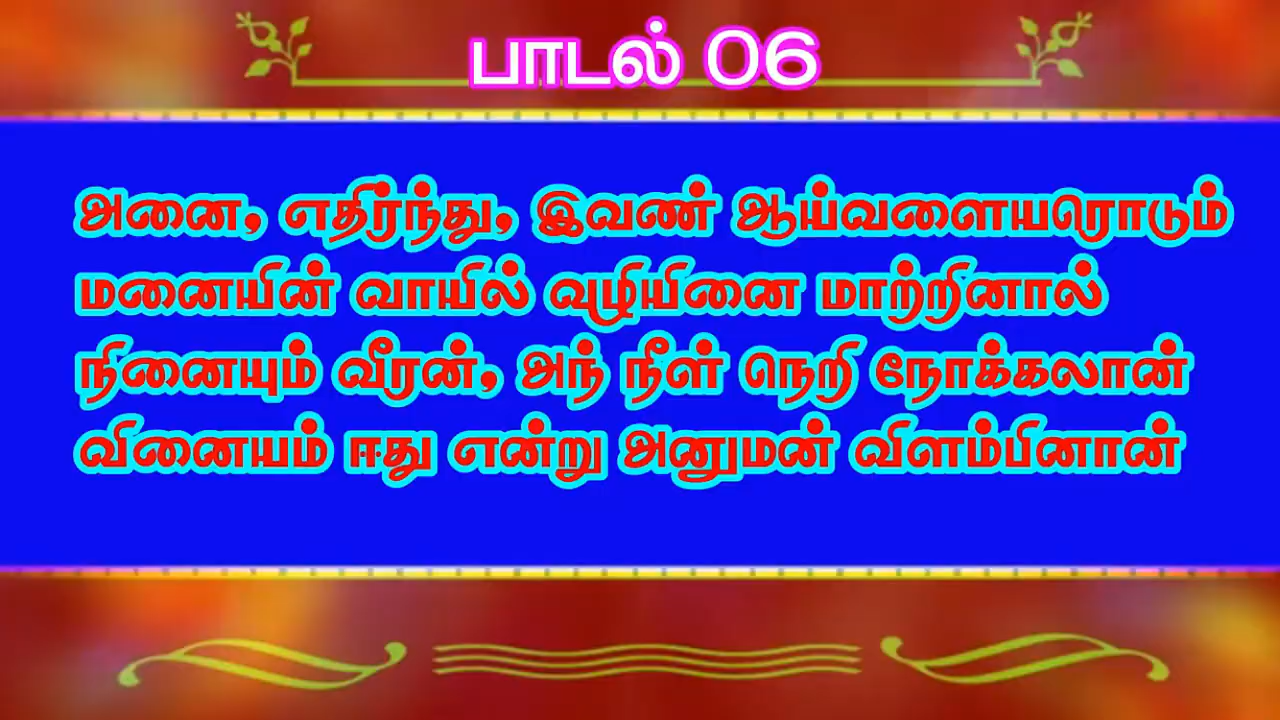 பாடல் 06
அனை, எதிர்ந்து, இவண் ஆய்வளையரொடும்
மனையின் வாயில் வழியினை மாற்றினால்
நினையும் வீரன், அந் நீள் நெறி நோக்கலான்
வினையம் ஈது என்று அனுமன் விளம்பினான்